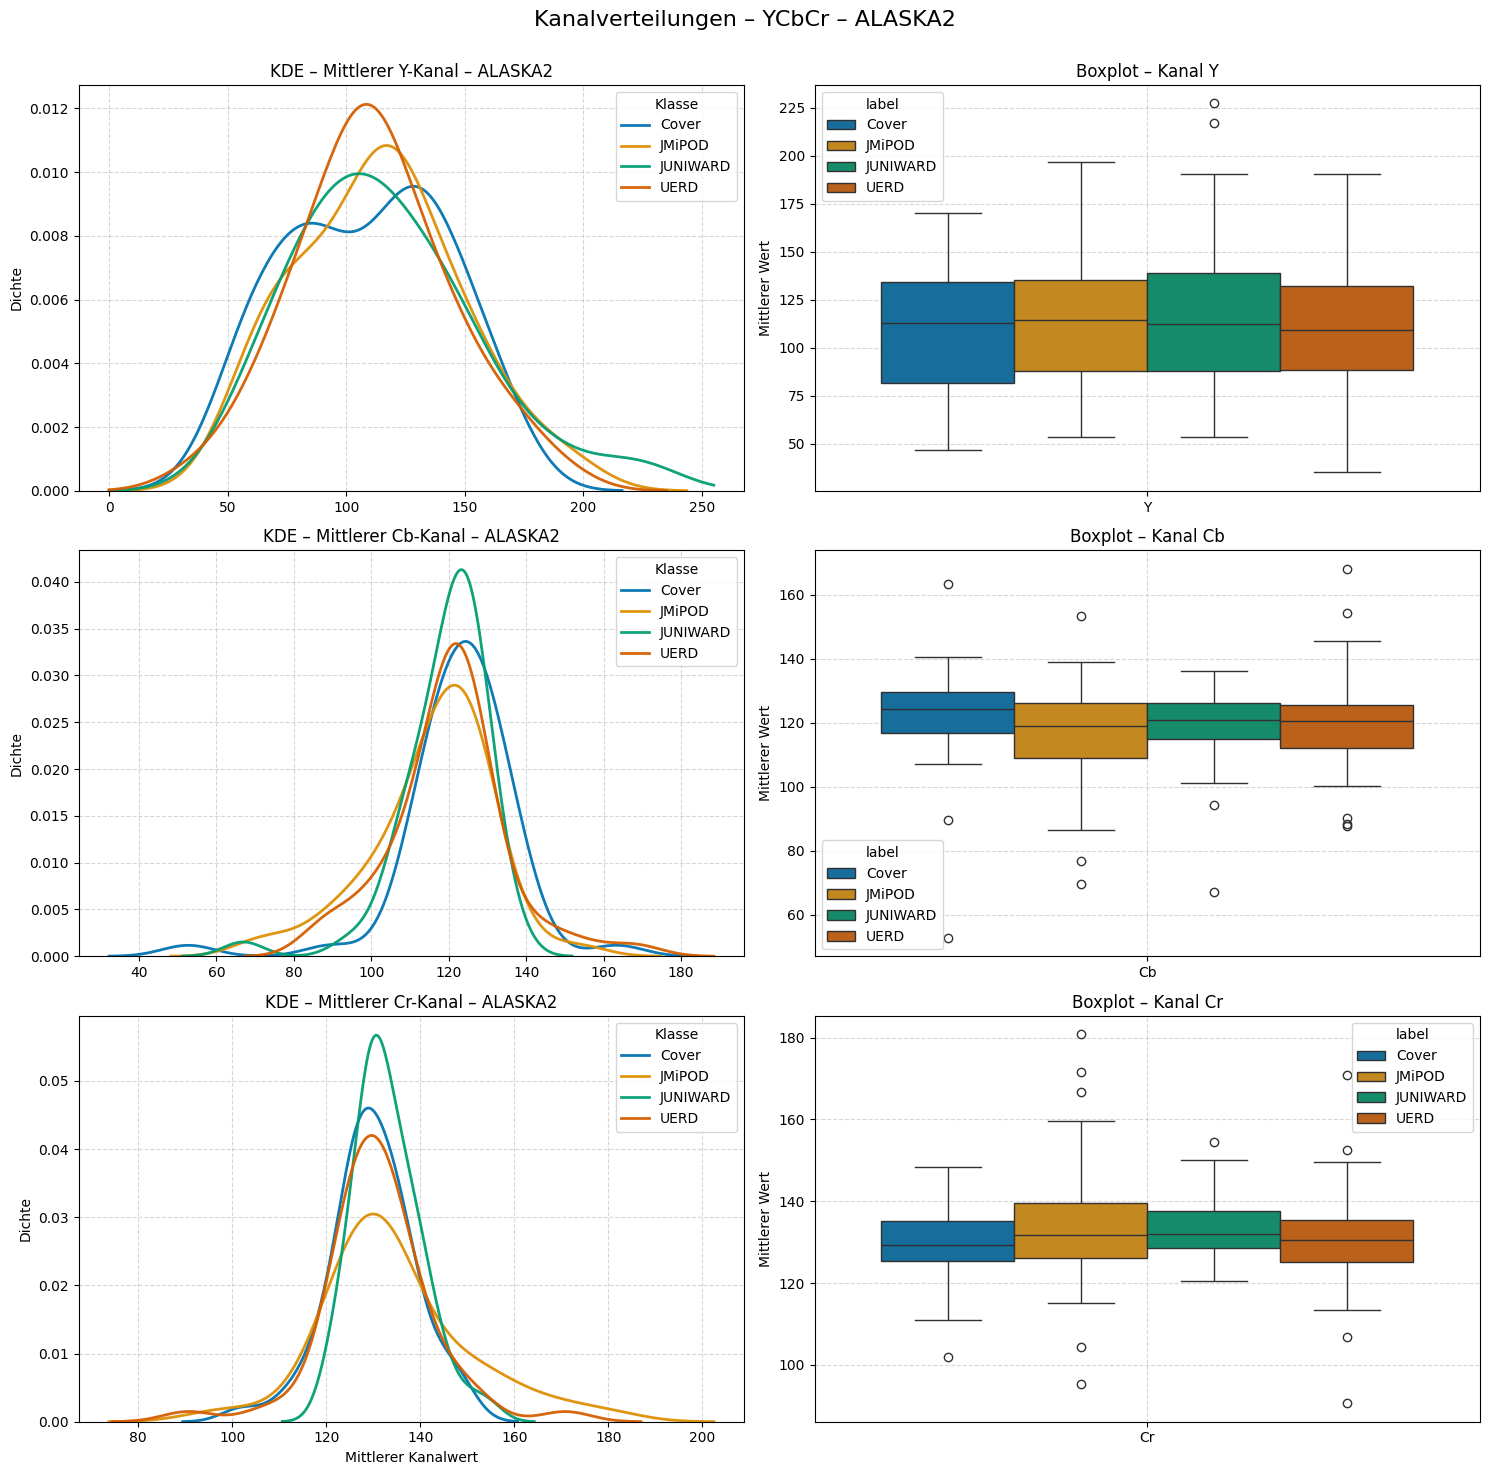 Kanalverteilungen – YCbCr – ALASKA2
KDE – Mittlerer Y-Kanal – ALASKA2
Dichte
0.012
0.010
0.008
0.006
0.004
0.002
0.000
0
50
100
150
200
250
Klasse
Cover
JMiPOD
JUNIWARD
UERD
Boxplot – Kanal Y
Mittlerer Wert
225
200
175
150
125
100
75
50
Y
label
Cover
JMiPOD
JUNIWARD
UERD
KDE – Mittlerer Cb-Kanal – ALASKA2
Dichte
0.040
0.035
0.030
0.025
0.020
0.015
0.010
0.005
0.000
40
60
80
100
120
140
160
180
Klasse
Cover
JMiPOD
JUNIWARD
UERD
Boxplot – Kanal Cb
Mittlerer Wert
160
140
120
100
80
60
Cb
label
Cover
JMiPOD
JUNIWARD
UERD
KDE – Mittlerer Cr-Kanal – ALASKA2
Dichte
0.05
0.04
0.03
0.02
0.01
0.00
80
100
120
140
160
180
200
Mittlerer Kanalwert
Klasse
Cover
JMiPOD
JUNIWARD
UERD
Boxplot – Kanal Cr
Mittlerer Wert
180
160
140
120
100
Cr
label
Cover
JMiPOD
JUNIWARD
UERD